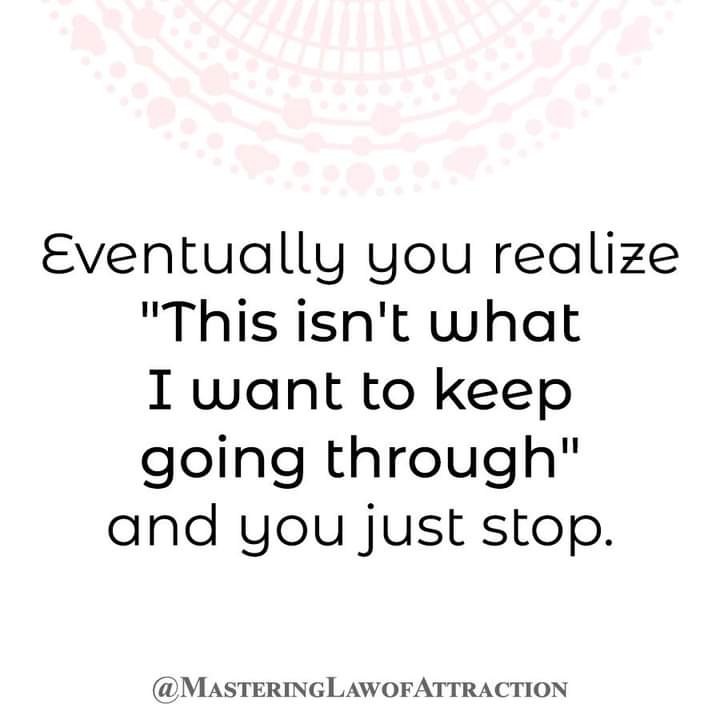 Eventually you realize
"This isn't what
I want to keep
going through"
and you just stop.
@MasteringLawofAttraction